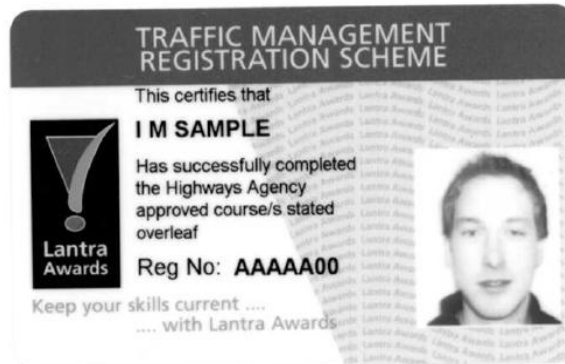 TRAFFIC MANAGEMENT
REGISTRATION SCHEME
This certifies that
I M SAMPLE
Has successfully completed
the Highways Agency
approved course/s stated
overleaf
Reg No: AAAAA00
Lantra
Awards
Keep your skills current ....
.... with Lantra Awards